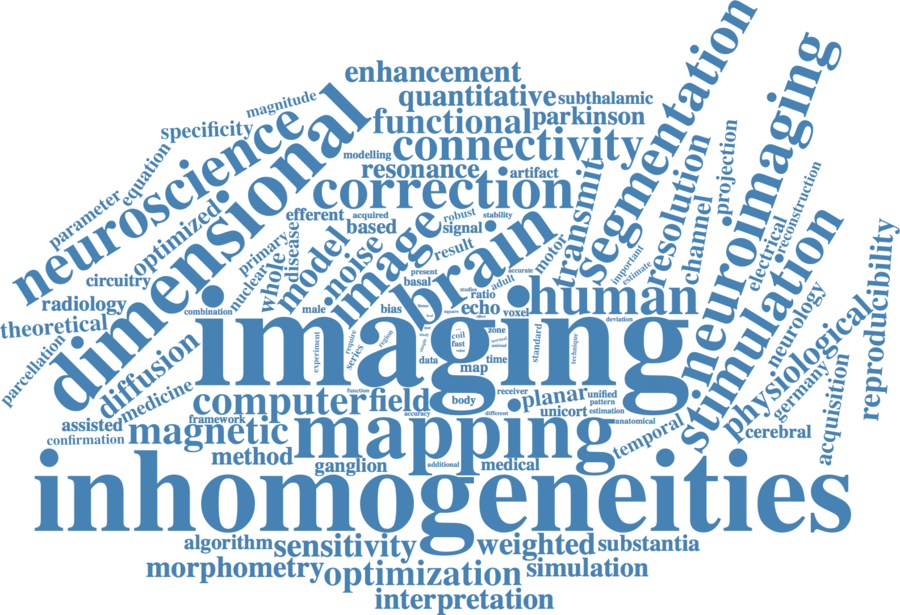 enhancement
magnitude
quantitative
subthalamic
specificity
functional
parkinson
segmentation
neuroimaging
equation
neuroscience
dimensional
modelling
connectivity
resonance
artifact
projection
parameter
optimized
correction
transmit
resolution
channel
efferent
acquired
based
robust
stability
signal
reconstruction
electrical
primary
disease
model
noise
image
result
brain
motor
important
estimate
stimulation
reproducibility
circuitry
nuclear
whole
present
basal
accurate
adult
studies
radiology
combination
male
bias
ratio
echo
voxel
human
deviation
neurology
theoretical
imaging
physiological
parcellation
diffusion
experiment
require
series
region
coil
fast
zone
data
time
map
standard
technique
germany
acquisition
medicine
computer
field
function
body
receiver
planar
unified
pattern
assisted
framework
accuracy
different
unicort
estimation
anatomical
cerebral
confirmation
magnetic
mapping
temporal
method
ganglion
additional
medical
inhomogeneities
algorithm
sensitivity
weighted
substantia
morphometry
optimization
simulation
interpretation